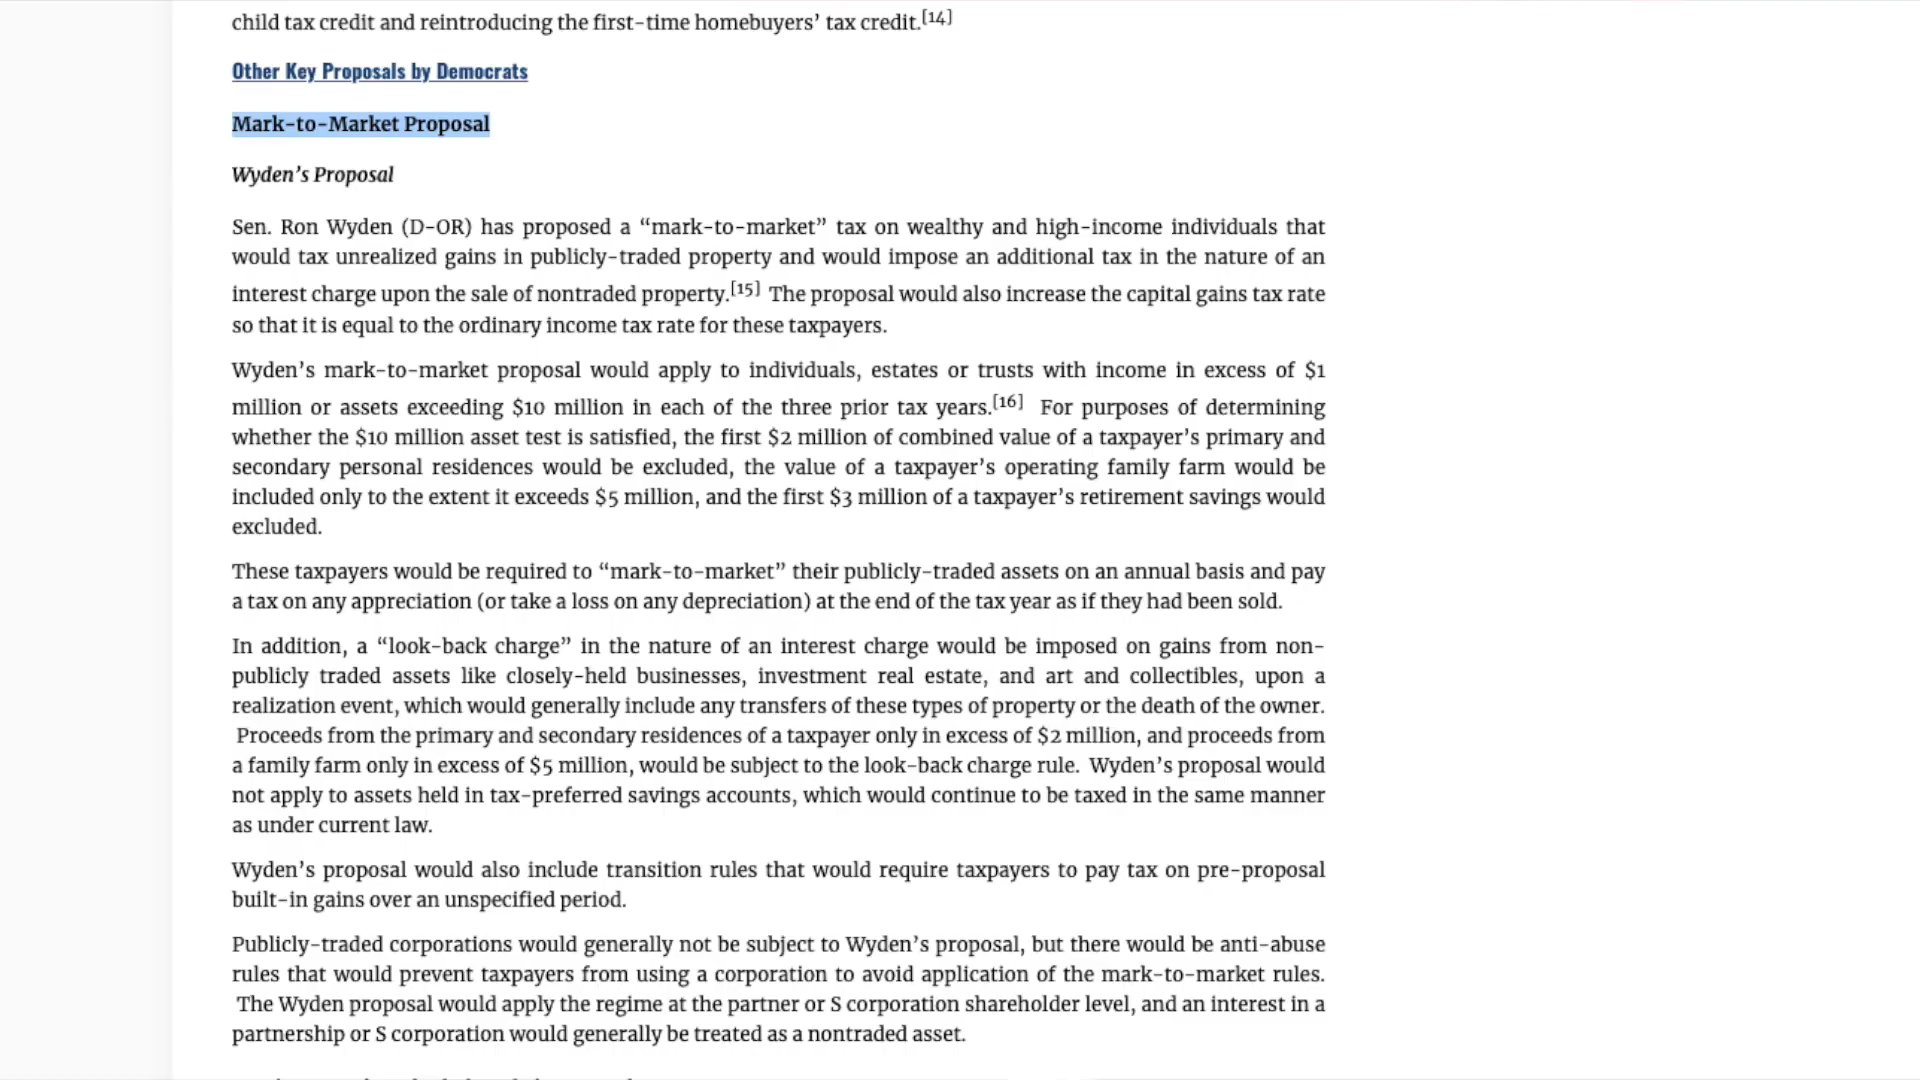 child tax credit and reintroducing the first-time homebuyers’ tax credit.[14]
Other Key Proposals by Democrats
Mark-to-Market Proposal
Wyden’s Proposal
Sen. Ron Wyden (D-OR) has proposed a “mark-to-market” tax on wealthy and high-income individuals that
would tax unrealized gains in publicly-traded property and would impose an additional tax in the nature of an
interest charge upon the sale of nontraded property.[15] The proposal would also increase the capital gains tax rate
so that it is equal to the ordinary income tax rate for these taxpayers.
Wyden’s mark-to-market proposal would apply to individuals, estates or trusts with income in excess of $1
million or assets exceeding $10 million in each of the three prior tax years.[16] For purposes of determining
whether the $10 million asset test is satisfied, the first $2 million of combined value of a taxpayer’s primary and
secondary personal residences would be excluded, the value of a taxpayer’s operating family farm would be
included only to the extent it exceeds $5 million, and the first $3 million of a taxpayer’s retirement savings would
excluded.
These taxpayers would be required to “mark-to-market” their publicly-traded assets on an annual basis and pay
a tax on any appreciation (or take a loss on any depreciation) at the end of the tax year as if they had been sold.
In addition, a “look-back charge” in the nature of an interest charge would be imposed on gains from non-
publicly traded assets like closely-held businesses, investment real estate, and art and collectibles, upon a
realization event, which would generally include any transfers of these types of property or the death of the owner.
Proceeds from the primary and secondary residences of a taxpayer only in excess of $2 million, and proceeds from
a family farm only in excess of $5 million, would be subject to the look-back charge rule. Wyden’s proposal would
not apply to assets held in tax-preferred savings accounts, which would continue to be taxed in the same manner
as under current law.
Wyden’s proposal would also include transition rules that would require taxpayers to pay tax on pre-proposal
built-in gains over an unspecified period.
Publicly-traded corporations would generally not be subject to Wyden’s proposal, but there would be anti-abuse
rules that would prevent taxpayers from using a corporation to avoid application of the mark-to-market rules.
The Wyden proposal would apply the regime at the partner or S corporation shareholder level, and an interest in a
partnership or S corporation would generally be treated as a nontraded asset.